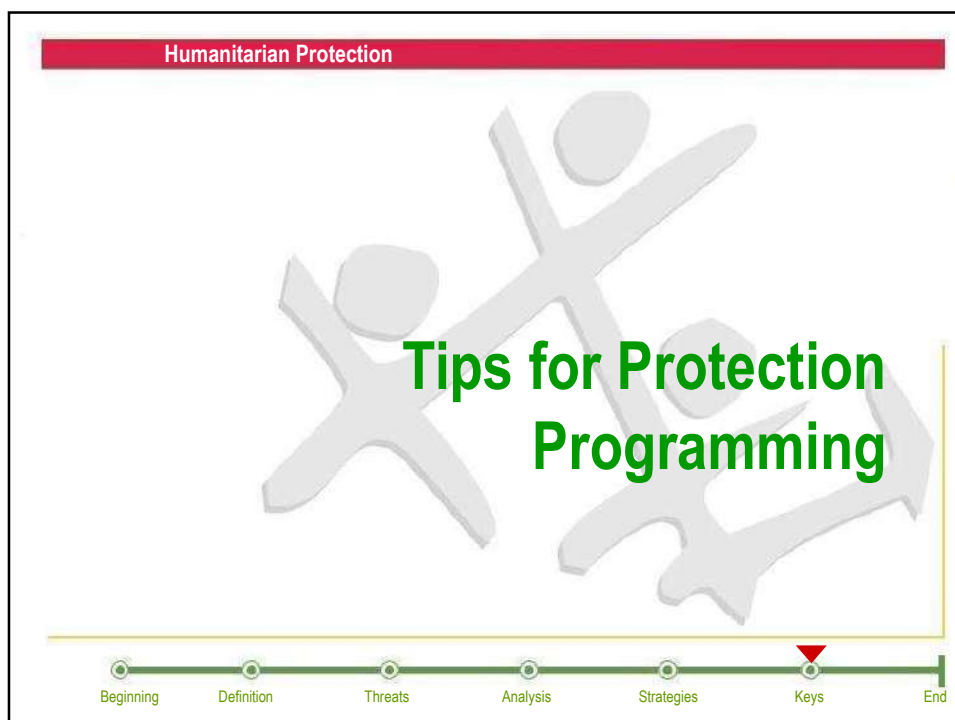 Humanitarian Protection
Tips for Protection
Programming
Beginning Definition Threats Analysis Strategies Keys End